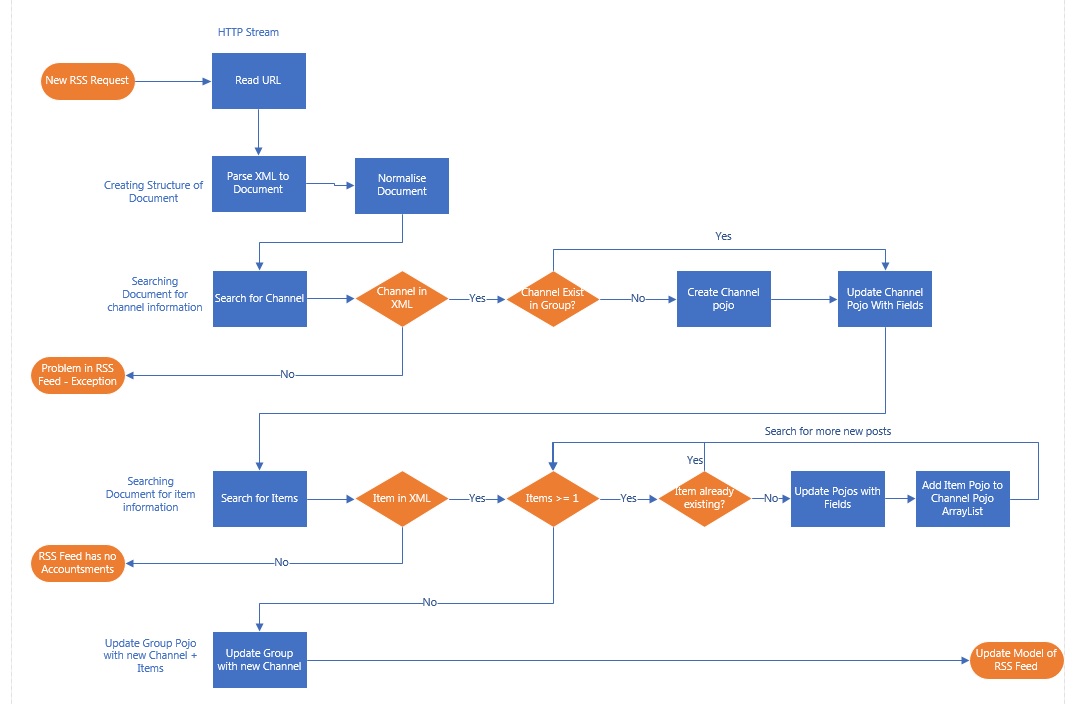 HTTP Stream
New RSS Request
Read URL
Creating Structure of
Document
Parse XML to
Document
Normalise
Document
Yes
Searching
Document for
channel information
Search for Channel
Channel in
XML
Yes
Channel Exist
in Group?
No
Create Channel
pojo
Update Channel
Pojo With Fields
Problem in RSS
Feed - Exception
No
Search for more new posts
Yes
Searching
Document for item
information
Search for Items
Item in XML
Yes
Items >= 1
Yes
Item already
existing?
No
Update Pojos with
Fields
Add Item Pojo to
Channel Pojo
ArrayList
RSS Feed has no
Accountsments
No
No
Update Group Pojo
with new Channel +
Items
Update Group
with new Channel
Update Model of
RSS Feed